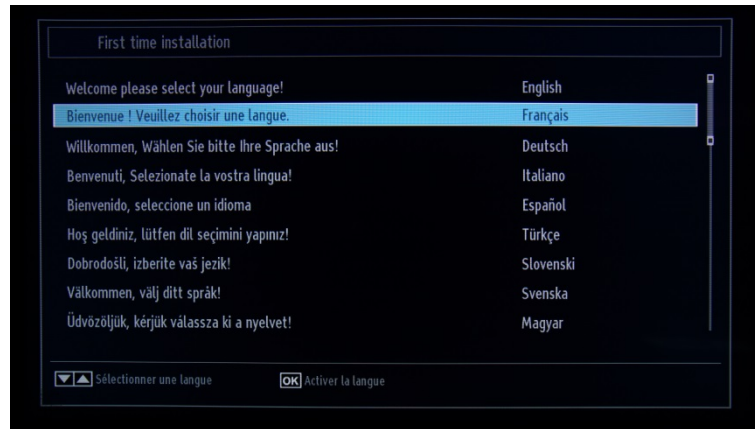 First time installation
Welcome please select your language! English
Bienvenue ! Veuillez choisir une langue. Français
Willkommen, Wählen Sie bitte Ihre Sprache aus! Deutsch
Benvenuti, Selezionate la vostra lingua! Italiano
Bienvenido, seleccione un idioma Español
Hoş geldiniz, lütfen dil seçimini yapınız! Türkçe
Dobrodošli, izberite vaš jezik! Slovenski
Välkommen, välj ditt språk! Svenska
Üdvözöljük, kérjük válassza ki a nyelvet! Magyar
Sélectionner une langue OK Activer la langue